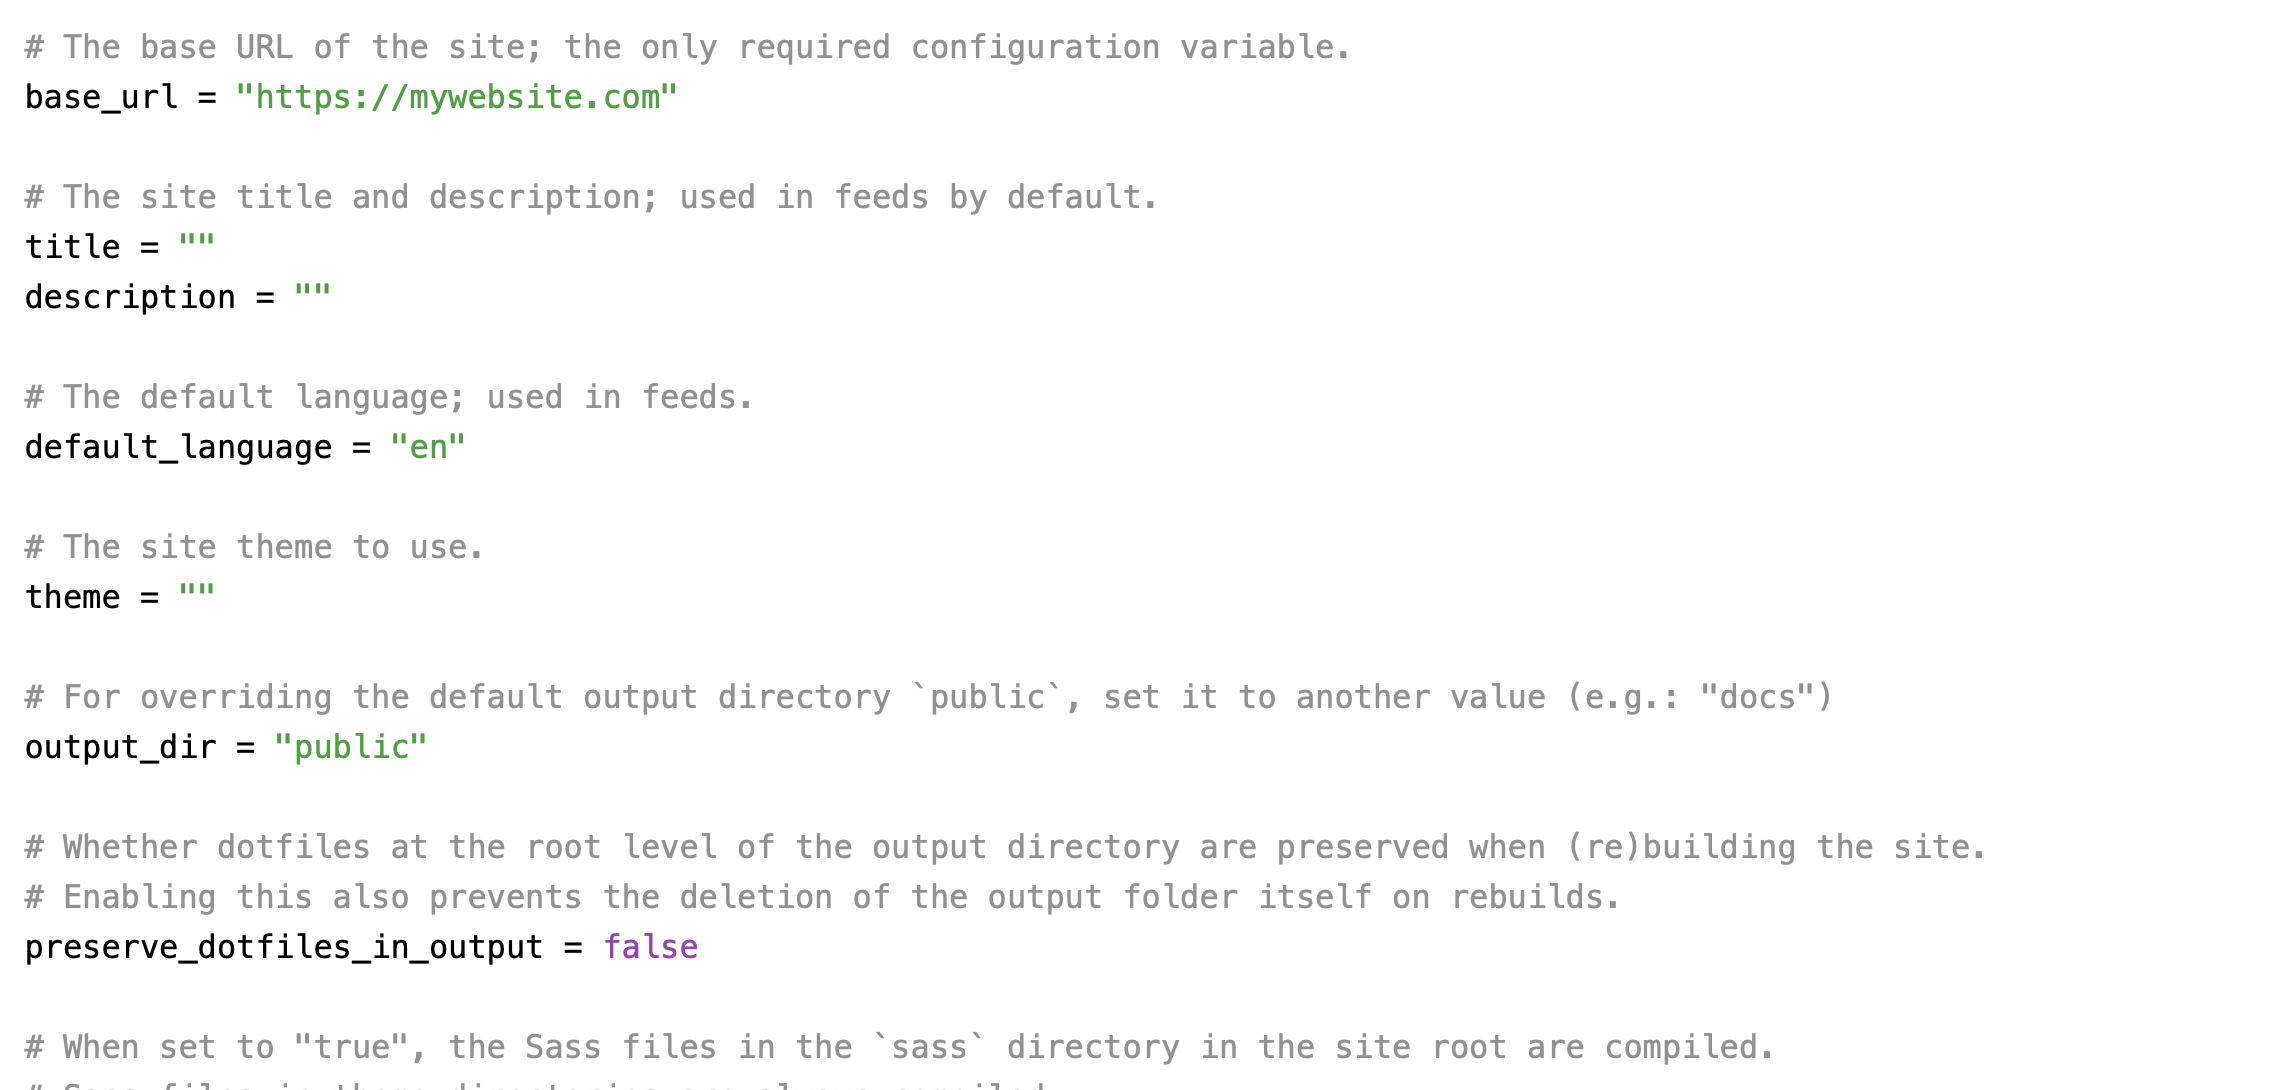 # The base URL of the site; the only required configuration variable.
base_url = "https://mywebsite.com"
# The site title and description; used in feeds by default.
title = ""
description = ""
# The default language; used in feeds.
default_language = "en"
# The site theme to use.
theme = ""
# For overriding the default output directory `public`, set it to another value (e.g.: "docs")
output_dir = "public"
# Whether dotfiles at the root level of the output directory are preserved when (re)building the site.
# Enabling this also prevents the deletion of the output folder itself on rebuilds.
preserve_dotfiles_in_output = false
# When set to "true", the Sass files in the `sass` directory in the site root are compiled.